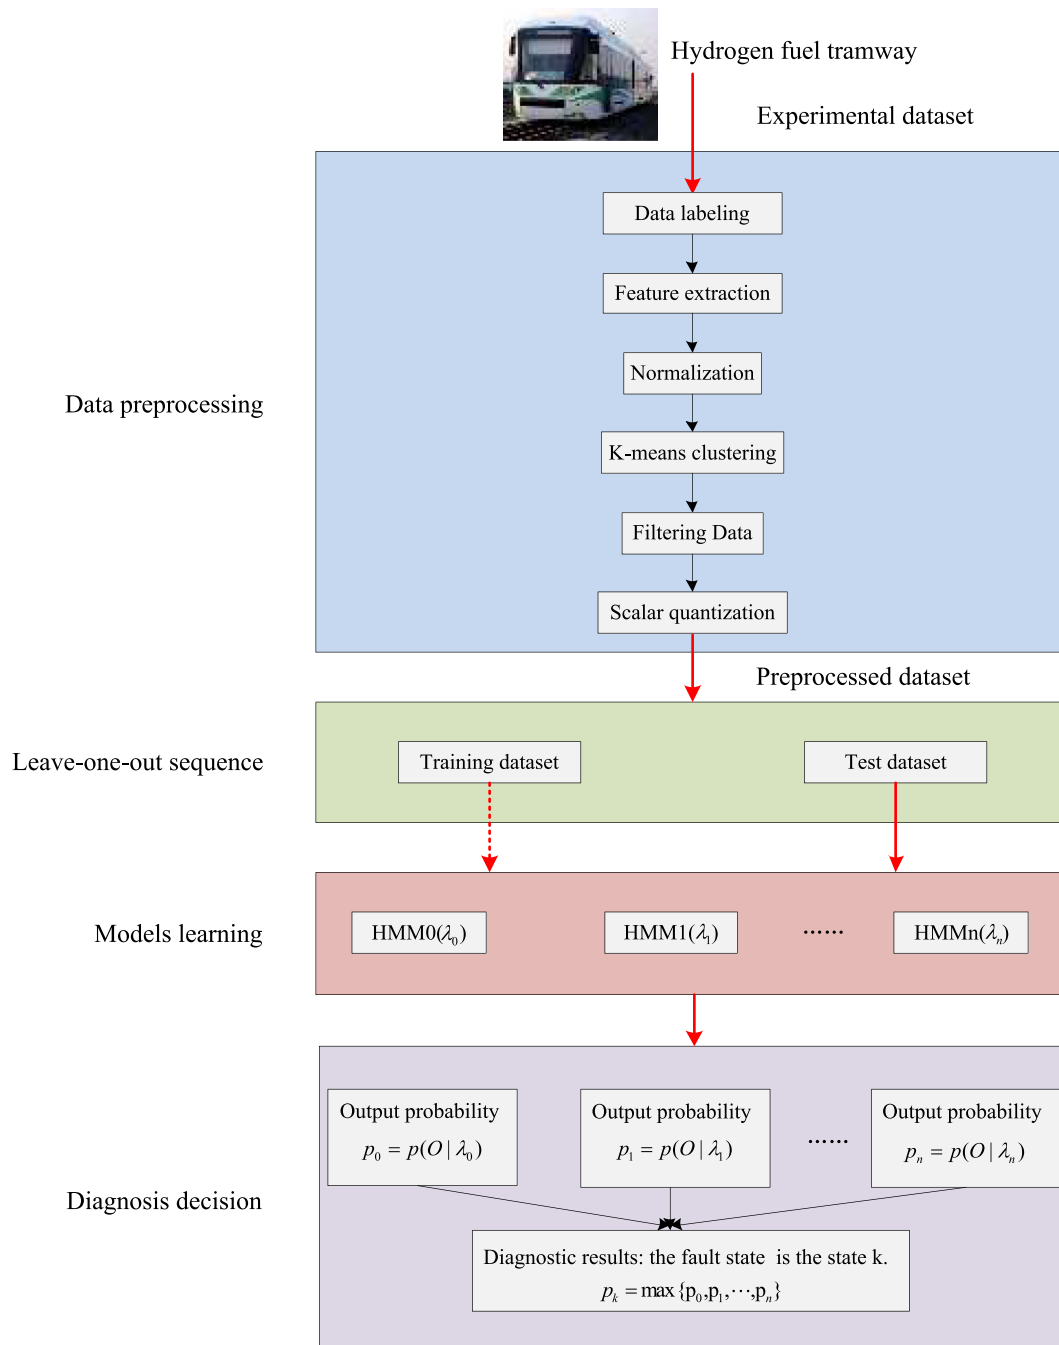 Hydrogen fuel tramway
Experimental dataset
Data labeling
Feature extraction
Normalization
Data preprocessing
K-means clustering
Filtering Data
Scalar quantization
Preprocessed dataset
Leave-one-out sequence
Training dataset
Test dataset
Models learning
HMM0(λ₀)
HMM1(λ₁)
......
HMMn(λₙ)
Diagnosis decision
Output probability
p₀ = p(O | λ₀)
Output probability
p₁ = p(O | λ₁)
......
Output probability
pₙ = p(O | λₙ)
Diagnostic results: the fault state is the state k.
pₖ = max {p₀,p₁,⋯,pₙ}